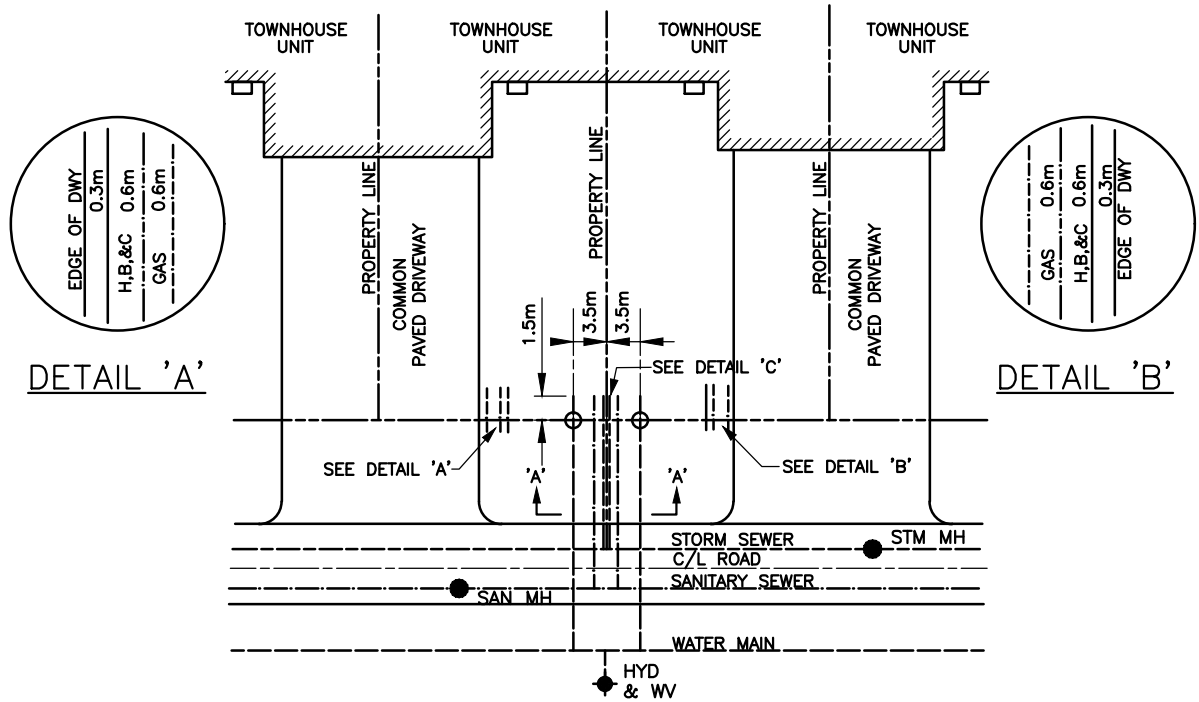 TOWNHOUSE
UNIT
TOWNHOUSE
UNIT
TOWNHOUSE
UNIT
TOWNHOUSE
UNIT
EDGE OF DWY
0.3m
H,B,&C 0.6m
GAS 0.6m
DETAIL 'A'
PROPERTY LINE
COMMON
PAVED DRIVEWAY
PROPERTY LINE
1.5m
3.5m
3.5m
SEE DETAIL 'C'
PROPERTY LINE
COMMON
PAVED DRIVEWAY
GAS 0.6m
H,B,&C 0.6m
0.3m
EDGE OF DWY
DETAIL 'B'
SEE DETAIL 'A'
'A'
'A'
SEE DETAIL 'B'
STORM SEWER
STM MH
C/L ROAD
SANITARY SEWER
SAN MH
WATER MAIN
HYD
& WV